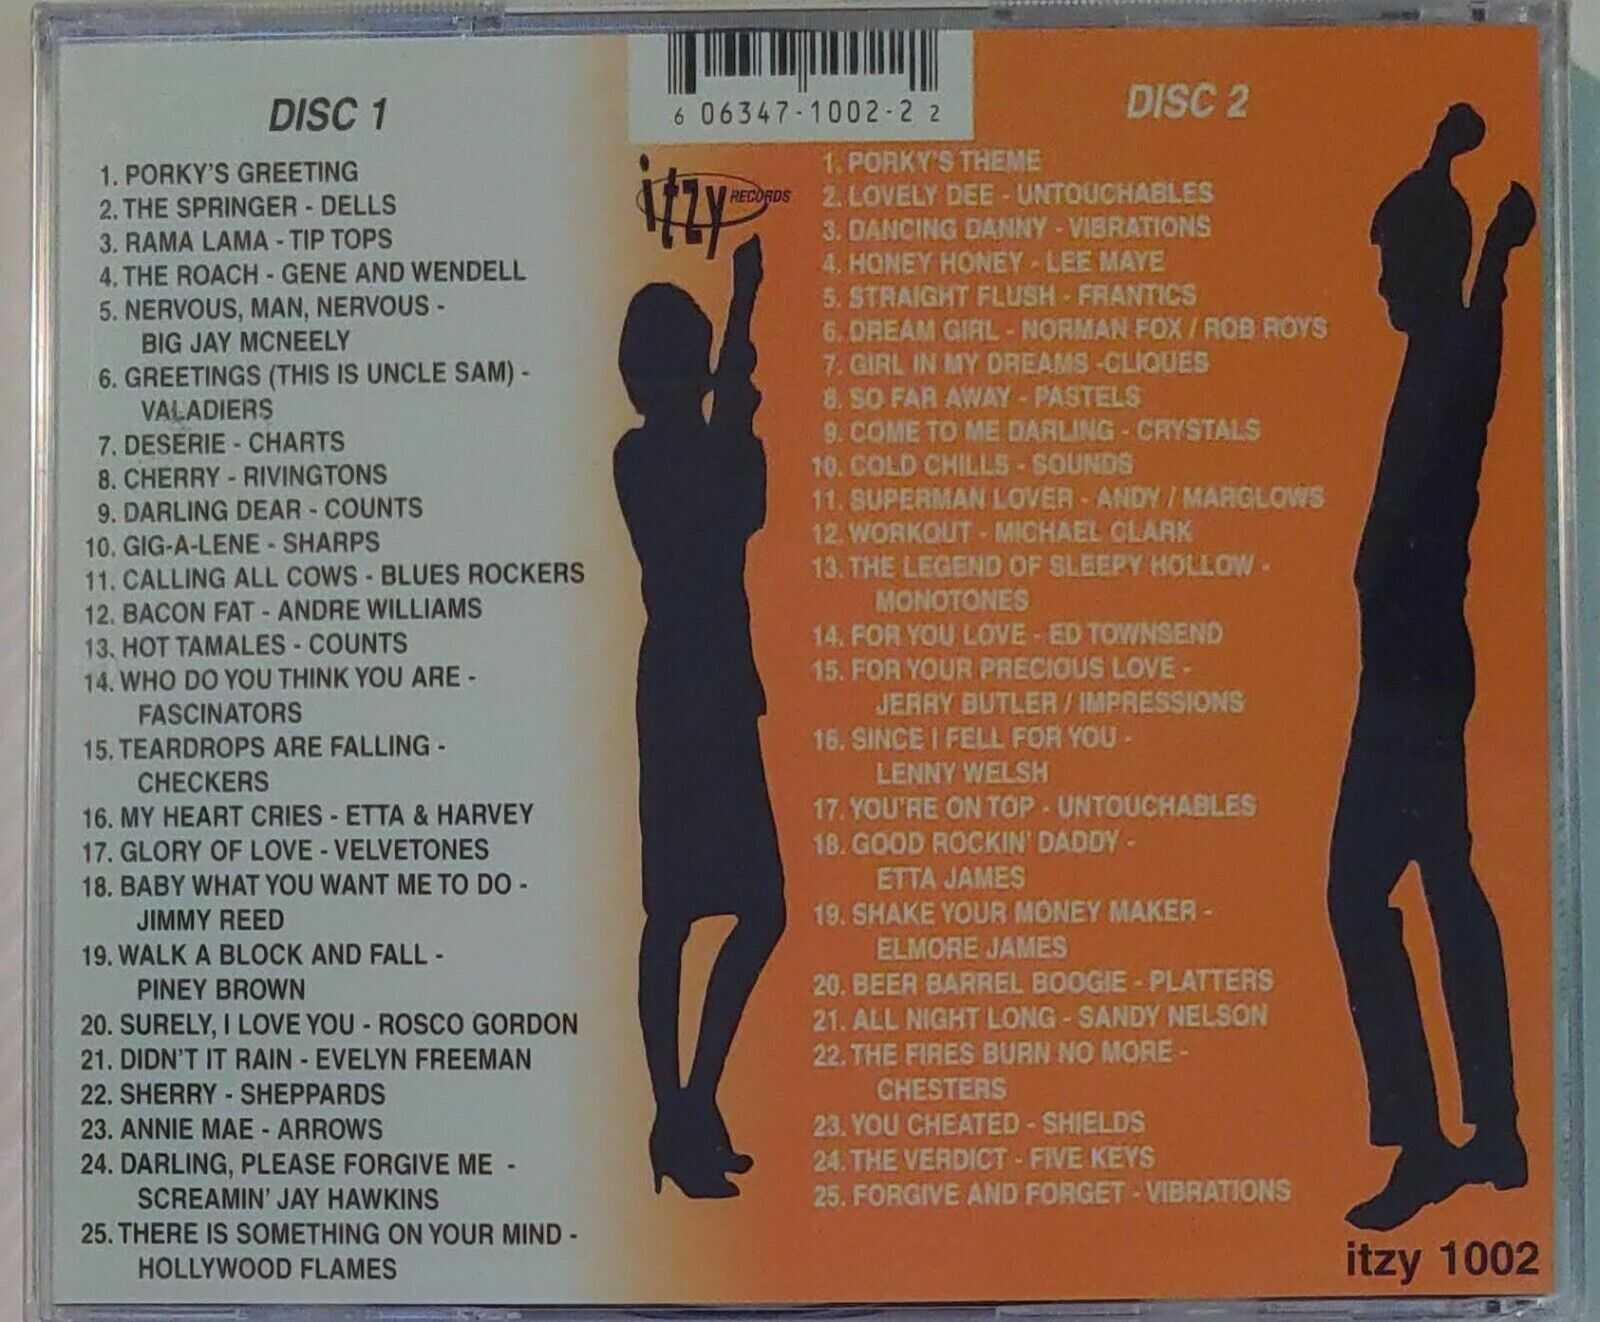 DISC 1
1. PORKY'S GREETING
2. THE SPRINGER - DELLS
3. RAMA LAMA - TIP TOPS
4. THE ROACH - GENE AND WENDELL
5. NERVOUS, MAN, NERVOUS -
BIG JAY MCNEELY
6. GREETINGS (THIS IS UNCLE SAM) -
VALADIERS
7. DESERIE - CHARTS
8. CHERRY - RIVINGTONS
9. DARLING DEAR - COUNTS
10. GIG-A-LENE - SHARPS
11. CALLING ALL COWS - BLUES ROCKERS
12. BACON FAT - ANDRE WILLIAMS
13. HOT TAMALES - COUNTS
14. WHO DO YOU THINK YOU ARE -
FASCINATORS
15. TEARDROPS ARE FALLING -
CHECKERS
16. MY HEART CRIES - ETTA & HARVEY
17. GLORY OF LOVE - VELVETONES
18. BABY WHAT YOU WANT ME TO DO -
JIMMY REED
19. WALK A BLOCK AND FALL -
PINEY BROWN
20. SURELY, I LOVE YOU - ROSCO GORDON
21. DIDN'T IT RAIN - EVELYN FREEMAN
22. SHERRY - SHEPPARDS
23. ANNIE MAE - ARROWS
24. DARLING, PLEASE FORGIVE ME -
SCREAMIN' JAY HAWKINS
25. THERE IS SOMETHING ON YOUR MIND -
HOLLYWOOD FLAMES
6 06347-1002-2 2
itzy RECORDS
DISC 2
1. PORKY'S THEME
2. LOVELY DEE - UNTOUCHABLES
3. DANCING DANNY - VIBRATIONS
4. HONEY HONEY - LEE MAYE
5. STRAIGHT FLUSH - FRANTICS
6. DREAM GIRL - NORMAN FOX / ROB ROYS
7. GIRL IN MY DREAMS -CLIQUES
8. SO FAR AWAY - PASTELS
9. COME TO ME DARLING - CRYSTALS
10. COLD CHILLS - SOUNDS
11. SUPERMAN LOVER - ANDY / MARGLOWS
12. WORKOUT - MICHAEL CLARK
13. THE LEGEND OF SLEEPY HOLLOW -
MONOTONES
14. FOR YOU LOVE - ED TOWNSEND
15. FOR YOUR PRECIOUS LOVE -
JERRY BUTLER / IMPRESSIONS
16. SINCE I FELL FOR YOU -
LENNY WELSH
17. YOU'RE ON TOP - UNTOUCHABLES
18. GOOD ROCKIN' DADDY -
ETTA JAMES
19. SHAKE YOUR MONEY MAKER -
ELMORE JAMES
20. BEER BARREL BOOGIE - PLATTERS
21. ALL NIGHT LONG - SANDY NELSON
22. THE FIRES BURN NO MORE -
CHESTERS
23. YOU CHEATED - SHIELDS
24. THE VERDICT - FIVE KEYS
25. FORGIVE AND FORGET - VIBRATIONS
itzy 1002